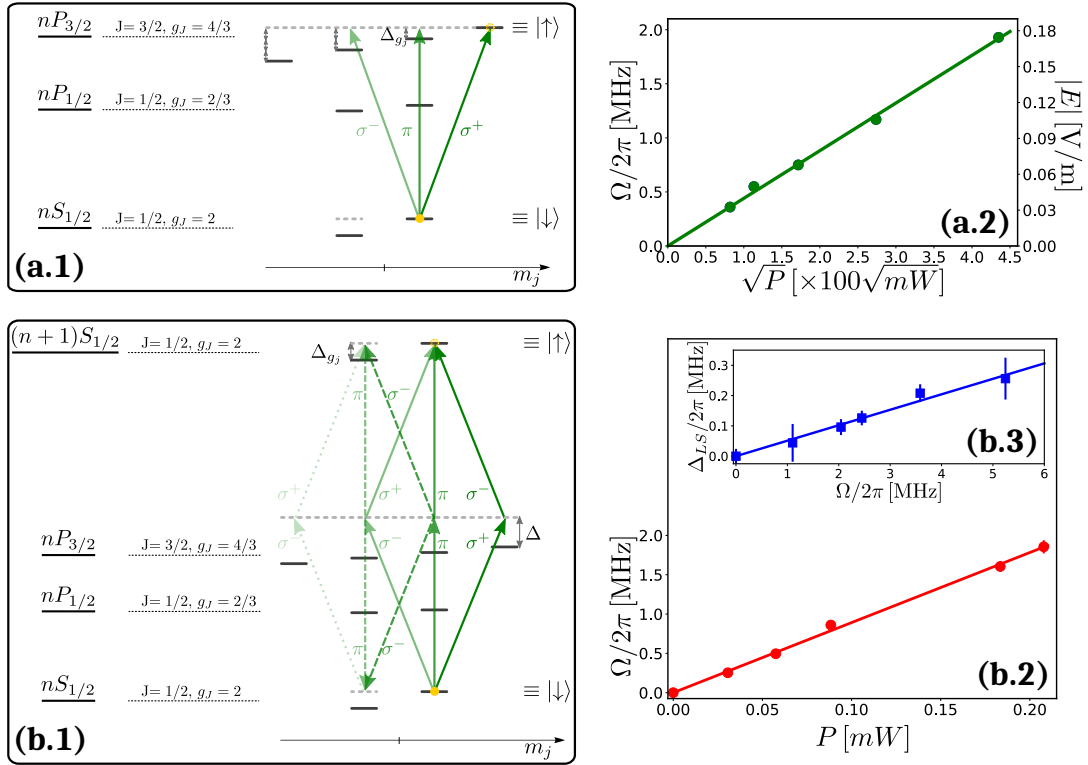 nP3/2 J= 3/2, gJ = 4/3 Δgj ≡ |↑⟩
nP1/2 J= 1/2, gJ = 2/3
σ− π σ+
nS1/2 J= 1/2, gJ = 2 ≡ |↓⟩
(a.1) mj
Ω/2π [MHz]
2.0
1.5
1.0
0.5
0.0
0.0 0.5 1.0 1.5 2.0 2.5 3.0 3.5 4.0 4.5
√P [×100√mW]
|E| [V/m]
0.18
0.15
0.12
0.09
0.06
0.03
0.00
(a.2)
(n + 1)S1/2 J= 1/2, gJ = 2 Δgj ≡ |↑⟩
π σ−
σ+ σ+ π σ−
σ− σ− π σ+ Δ
nP3/2 J= 3/2, gJ = 4/3
nP1/2 J= 1/2, gJ = 2/3
π σ−
nS1/2 J= 1/2, gJ = 2 ≡ |↓⟩
(b.1) mj
ΔLS/2π [MHz]
0.3
0.2
0.1
0.0
0 1 2 3 4 5 6
Ω/2π [MHz]
(b.3)
Ω/2π [MHz]
2.0
1.5
1.0
0.5
0.0
0.00 0.05 0.10 0.15 0.20
P [mW]
(b.2)